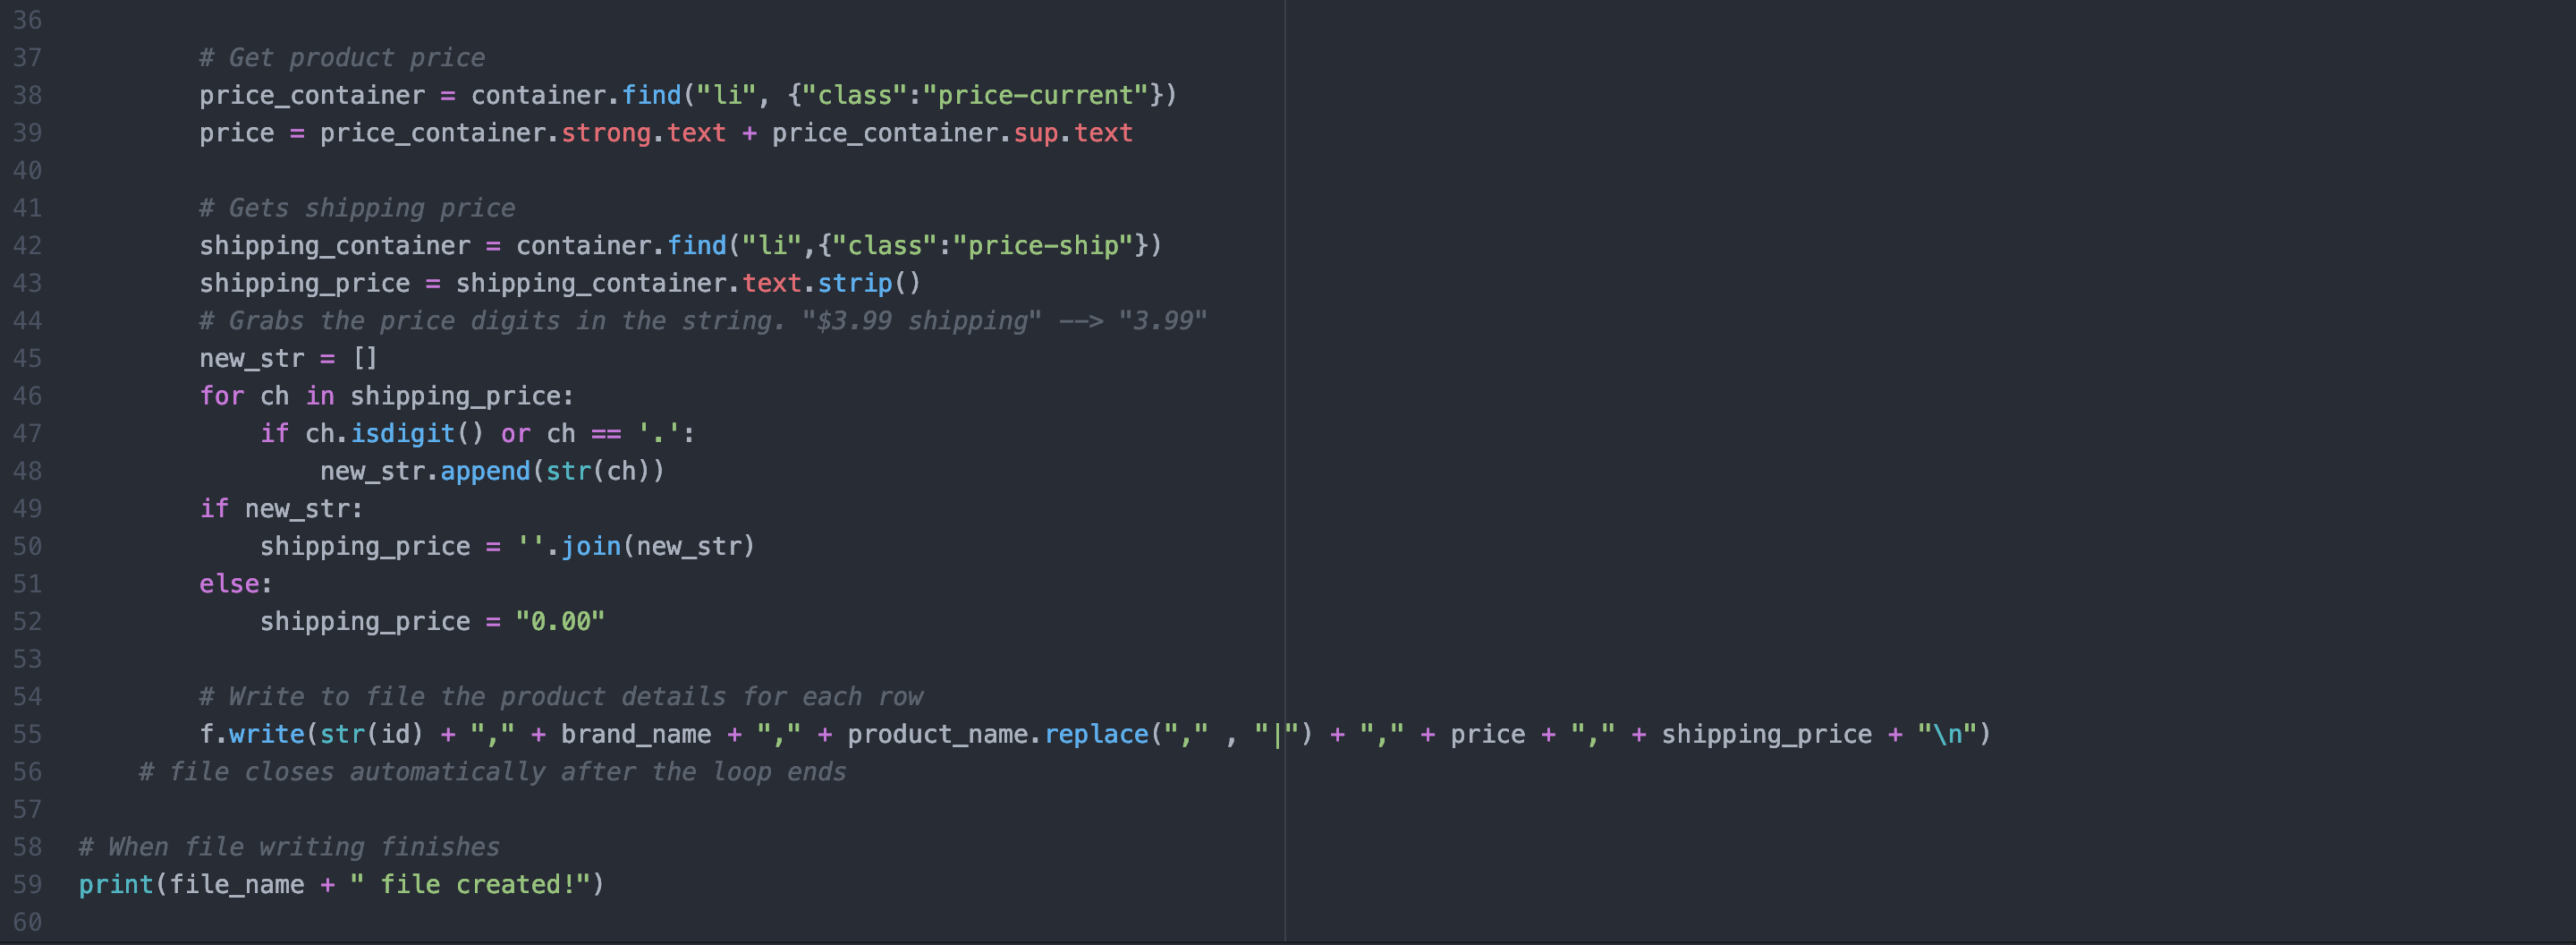 36
37 # Get product price
38 price_container = container.find("li", {"class":"price-current"})
39 price = price_container.strong.text + price_container.sup.text
40
41 # Gets shipping price
42 shipping_container = container.find("li",{"class":"price-ship"})
43 shipping_price = shipping_container.text.strip()
44 # Grabs the price digits in the string. "$3.99 shipping" --> "3.99"
45 new_str = []
46 for ch in shipping_price:
47 if ch.isdigit() or ch == '.':
48 new_str.append(str(ch))
49 if new_str:
50 shipping_price = ''.join(new_str)
51 else:
52 shipping_price = "0.00"
53
54 # Write to file the product details for each row
55 f.write(str(id) + "," + brand_name + "," + product_name.replace("," , "|") + "," + price + "," + shipping_price + "\n")
56 # file closes automatically after the loop ends
57
58 # When file writing finishes
59 print(file_name + " file created!")
60